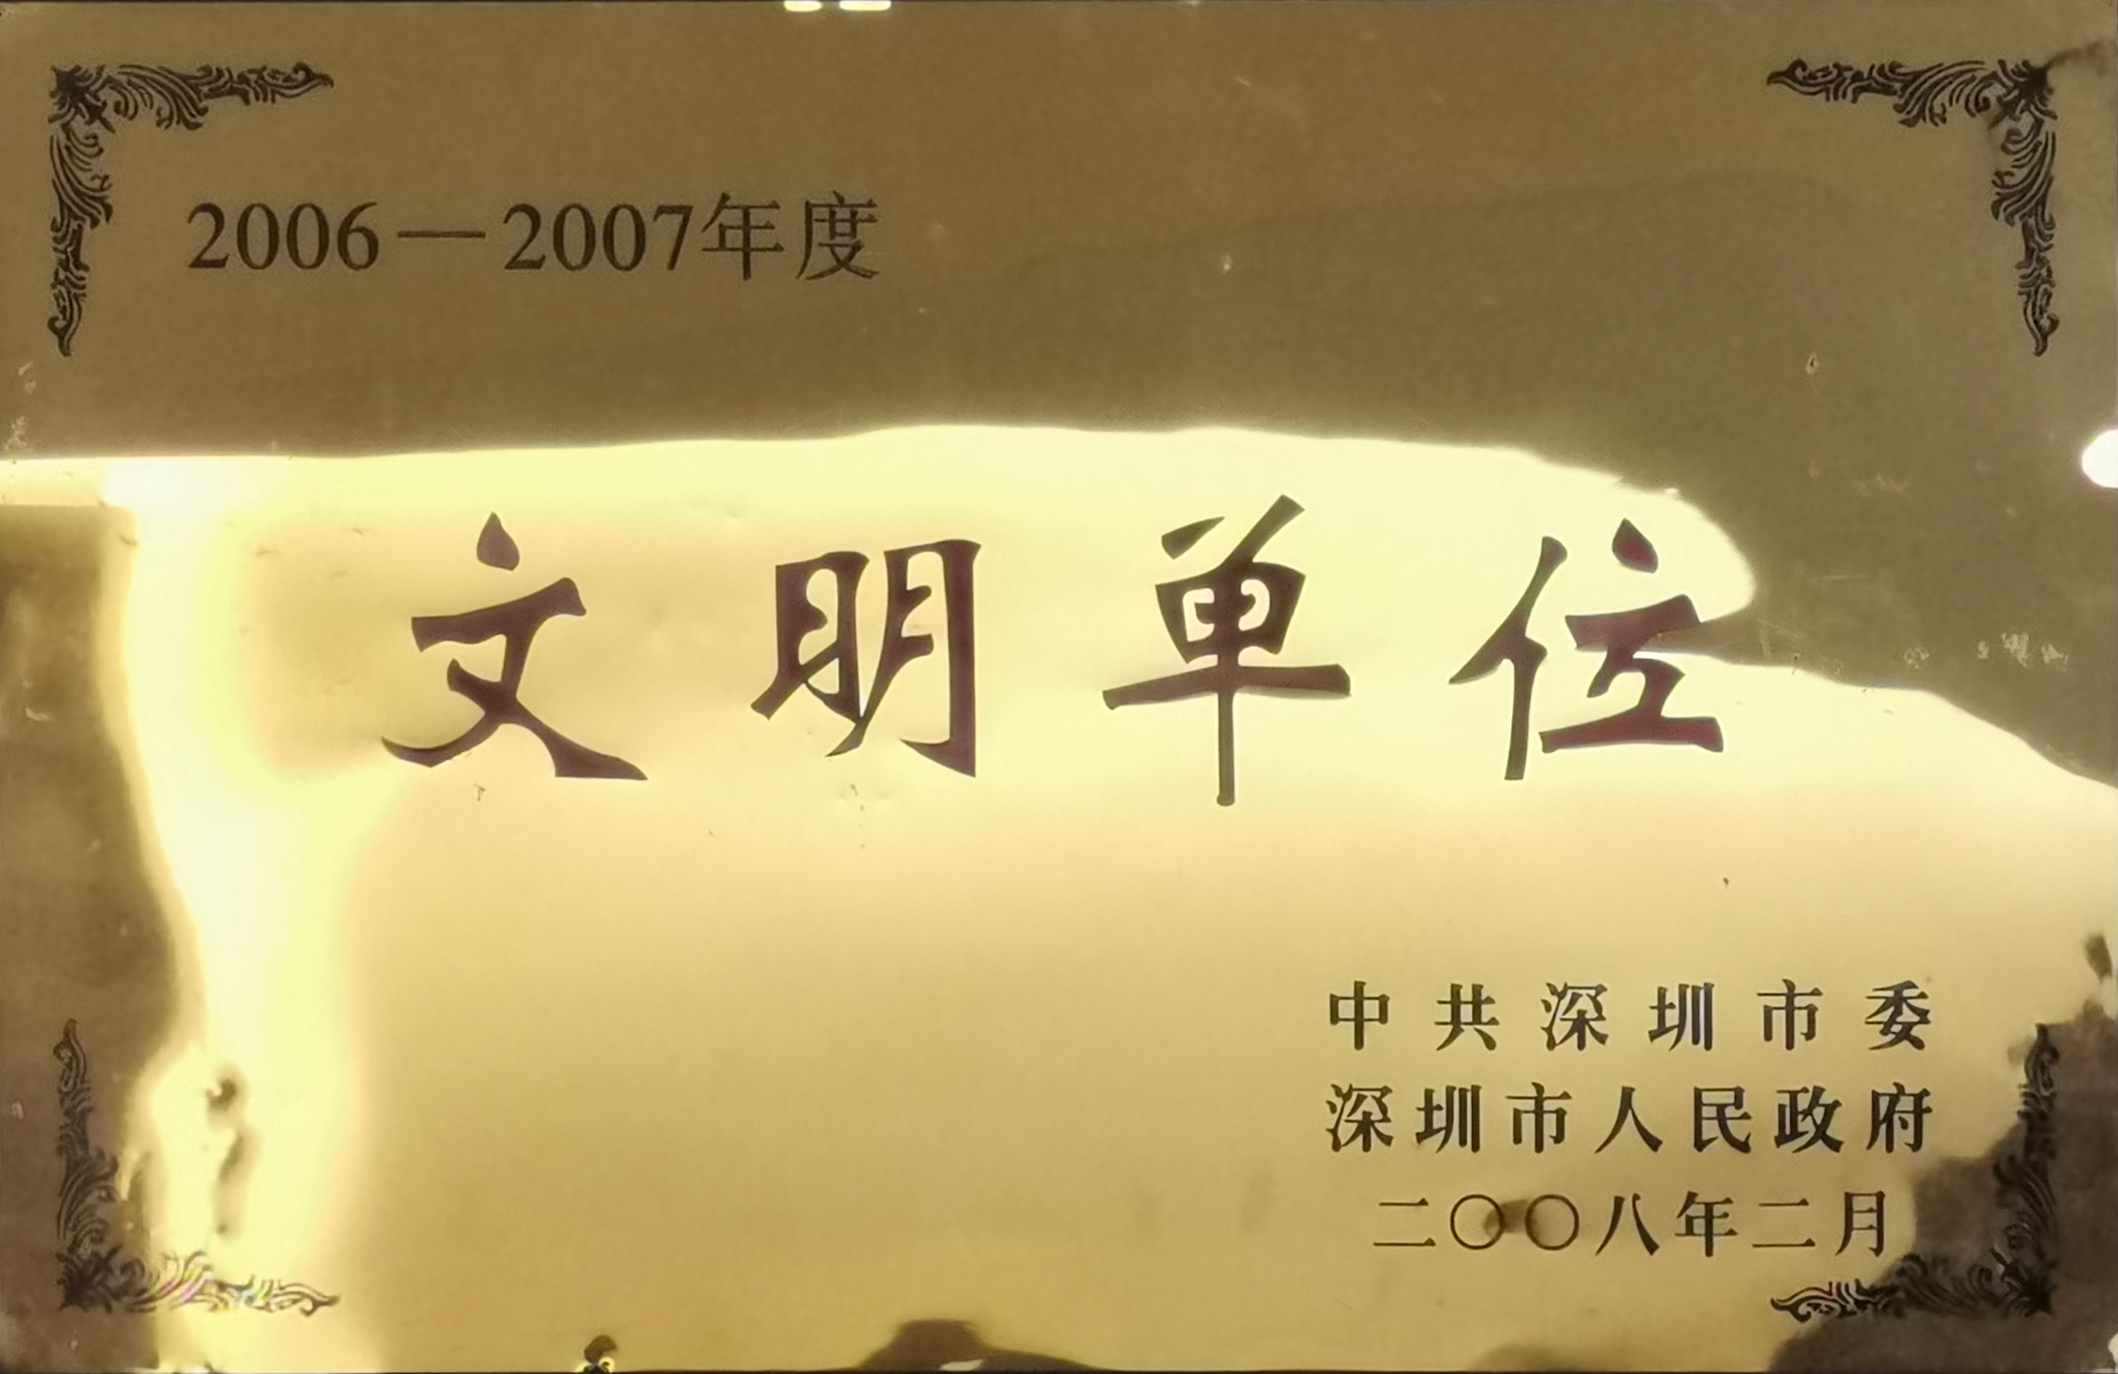 2006—2007年度
文明单位
中共深圳市委
深圳市人民政府
二〇〇八年二月